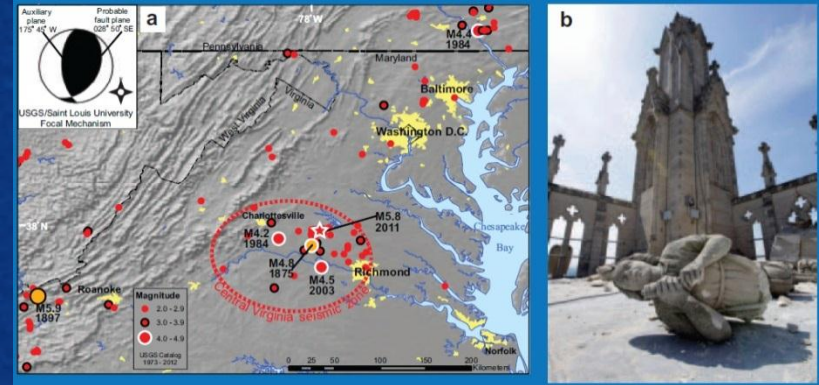 Auxiliary
plane
175° 45° W
Probable
fault plane
028° 50° SE
USGS/Saint Louis University
Focal Mechanism
a
78° W
M4.4
1984
Pennsylvania
Maryland
Baltimore
West Virginia
Virginia
Washington D.C.
38° N
Charlottesville
M5.8
2011
M4.2
1984
Chesapeake
Bay
M4.8
1875
M4.5
2003
Richmond
Central Virginia seismic zone
Roanoke
M5.9
1897
Magnitude
2.0 - 2.9
3.0 - 3.9
4.0 - 4.9
USGS Catalog
1973 - 2012
0 25 50 100 150 200
Kilometers
Norfolk
b